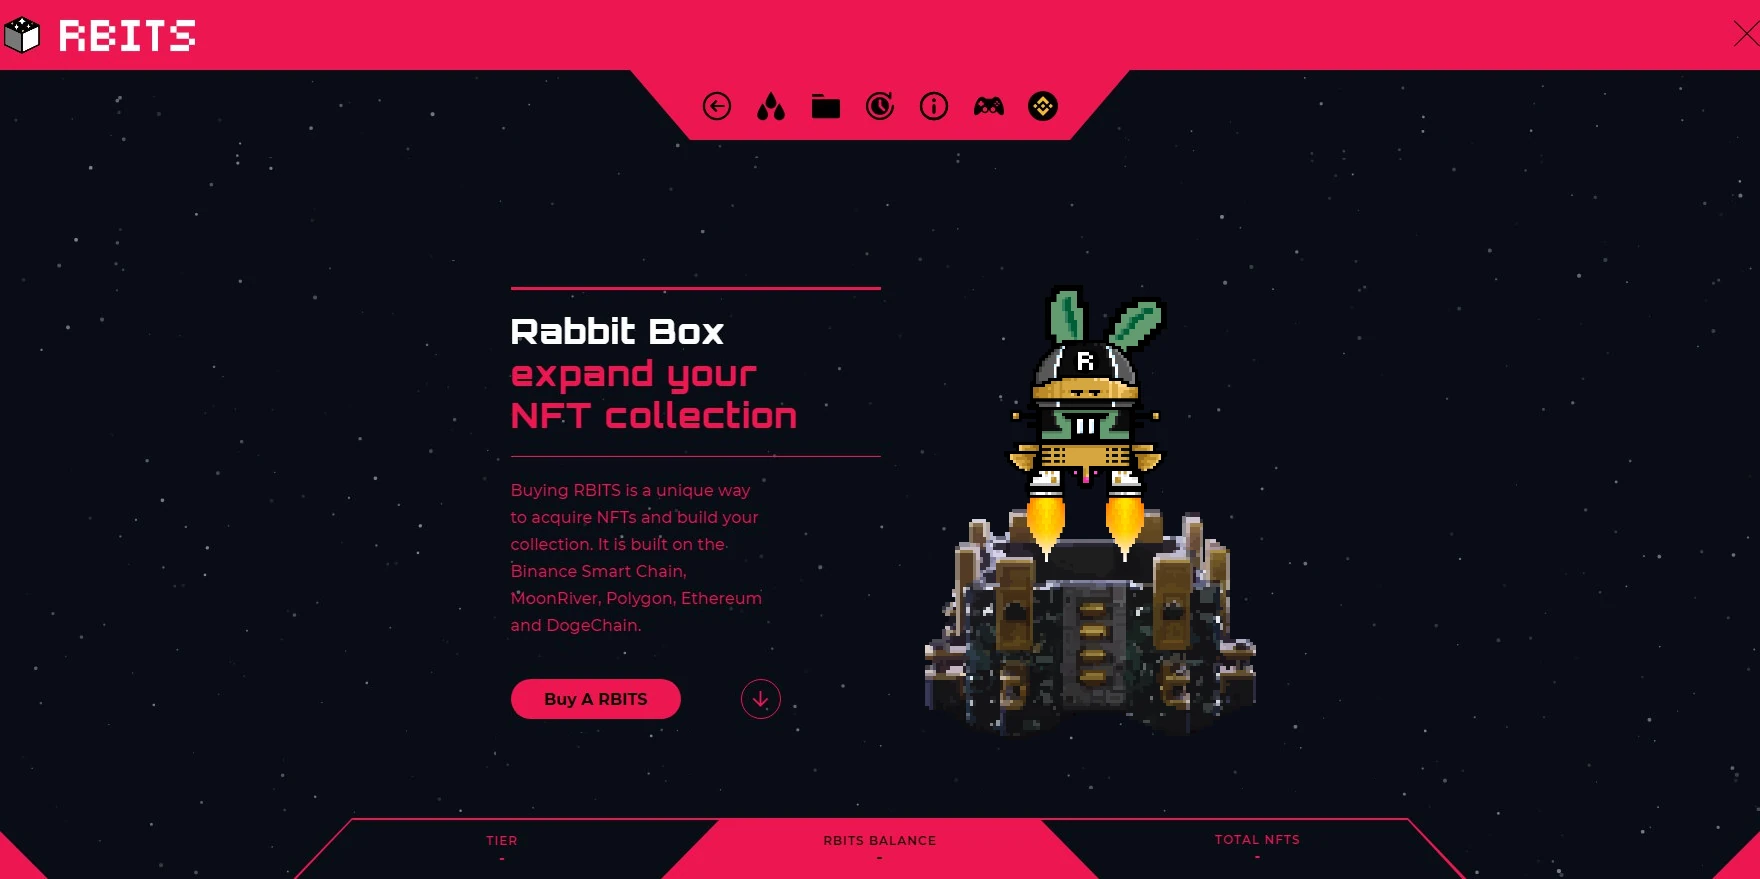 RBITS
R
Rabbit Box
expand your
NFT collection
Buying RBITS is a unique way
to acquire NFTs and build your
collection. It is built on the
Binance Smart Chain,
MoonRiver, Polygon, Ethereum
and DogeChain.
Buy A RBITS
TIER
-
RBITS BALANCE
-
TOTAL NFTS
-